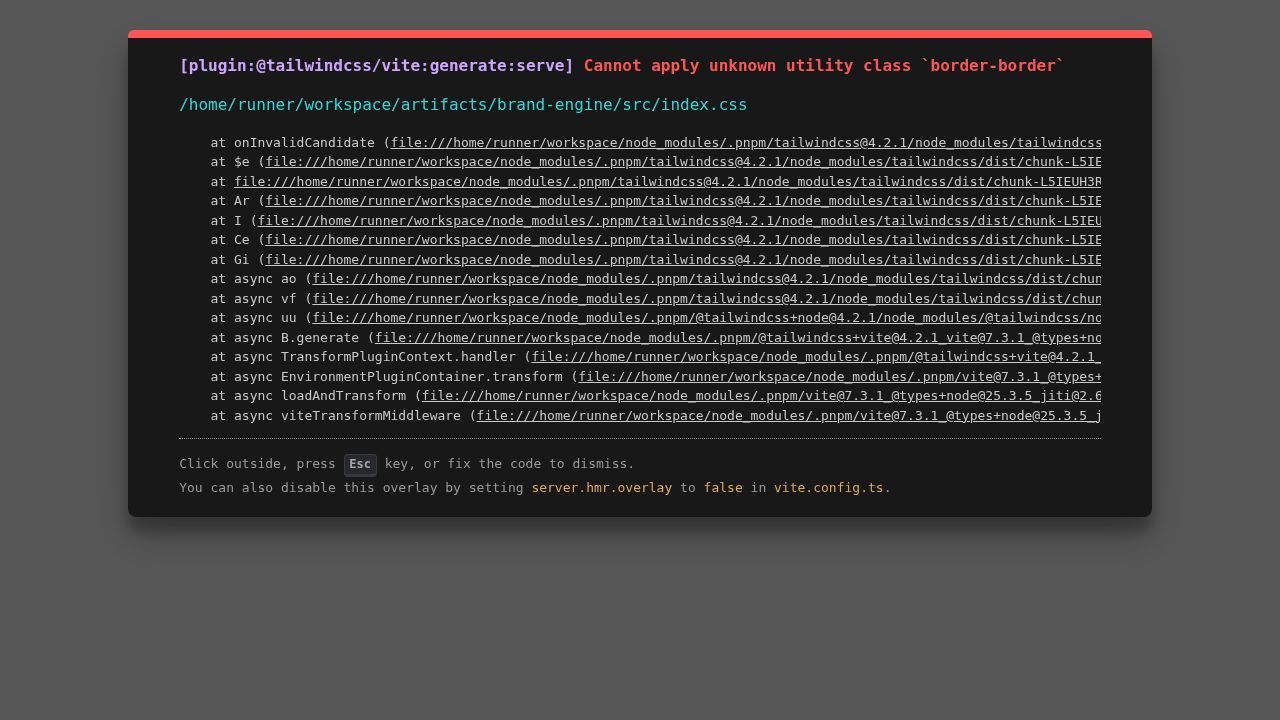 [plugin:@tailwindcss/vite:generate:serve] Cannot apply unknown utility class `border-border`
/home/runner/workspace/artifacts/brand-engine/src/index.css
at onInvalidCandidate (file:///home/runner/workspace/node_modules/.pnpm/tailwindcss@4.2.1/node_modules/tailwindcss
at $e (file:///home/runner/workspace/node_modules/.pnpm/tailwindcss@4.2.1/node_modules/tailwindcss/dist/chunk-L5IE
at file:///home/runner/workspace/node_modules/.pnpm/tailwindcss@4.2.1/node_modules/tailwindcss/dist/chunk-L5IEUH3R
at Ar (file:///home/runner/workspace/node_modules/.pnpm/tailwindcss@4.2.1/node_modules/tailwindcss/dist/chunk-L5IE
at I (file:///home/runner/workspace/node_modules/.pnpm/tailwindcss@4.2.1/node_modules/tailwindcss/dist/chunk-L5IEU
at Ce (file:///home/runner/workspace/node_modules/.pnpm/tailwindcss@4.2.1/node_modules/tailwindcss/dist/chunk-L5IE
at Gi (file:///home/runner/workspace/node_modules/.pnpm/tailwindcss@4.2.1/node_modules/tailwindcss/dist/chunk-L5IE
at async ao (file:///home/runner/workspace/node_modules/.pnpm/tailwindcss@4.2.1/node_modules/tailwindcss/dist/chun
at async vf (file:///home/runner/workspace/node_modules/.pnpm/tailwindcss@4.2.1/node_modules/tailwindcss/dist/chun
at async uu (file:///home/runner/workspace/node_modules/.pnpm/@tailwindcss+node@4.2.1/node_modules/@tailwindcss/no
at async B.generate (file:///home/runner/workspace/node_modules/.pnpm/@tailwindcss+vite@4.2.1_vite@7.3.1_@types+no
at async TransformPluginContext.handler (file:///home/runner/workspace/node_modules/.pnpm/@tailwindcss+vite@4.2.1_
at async EnvironmentPluginContainer.transform (file:///home/runner/workspace/node_modules/.pnpm/vite@7.3.1_@types+
at async loadAndTransform (file:///home/runner/workspace/node_modules/.pnpm/vite@7.3.1_@types+node@25.3.5_jiti@2.6
at async viteTransformMiddleware (file:///home/runner/workspace/node_modules/.pnpm/vite@7.3.1_@types+node@25.3.5_j
Click outside, press Esc key, or fix the code to dismiss.
You can also disable this overlay by setting server.hmr.overlay to false in vite.config.ts.